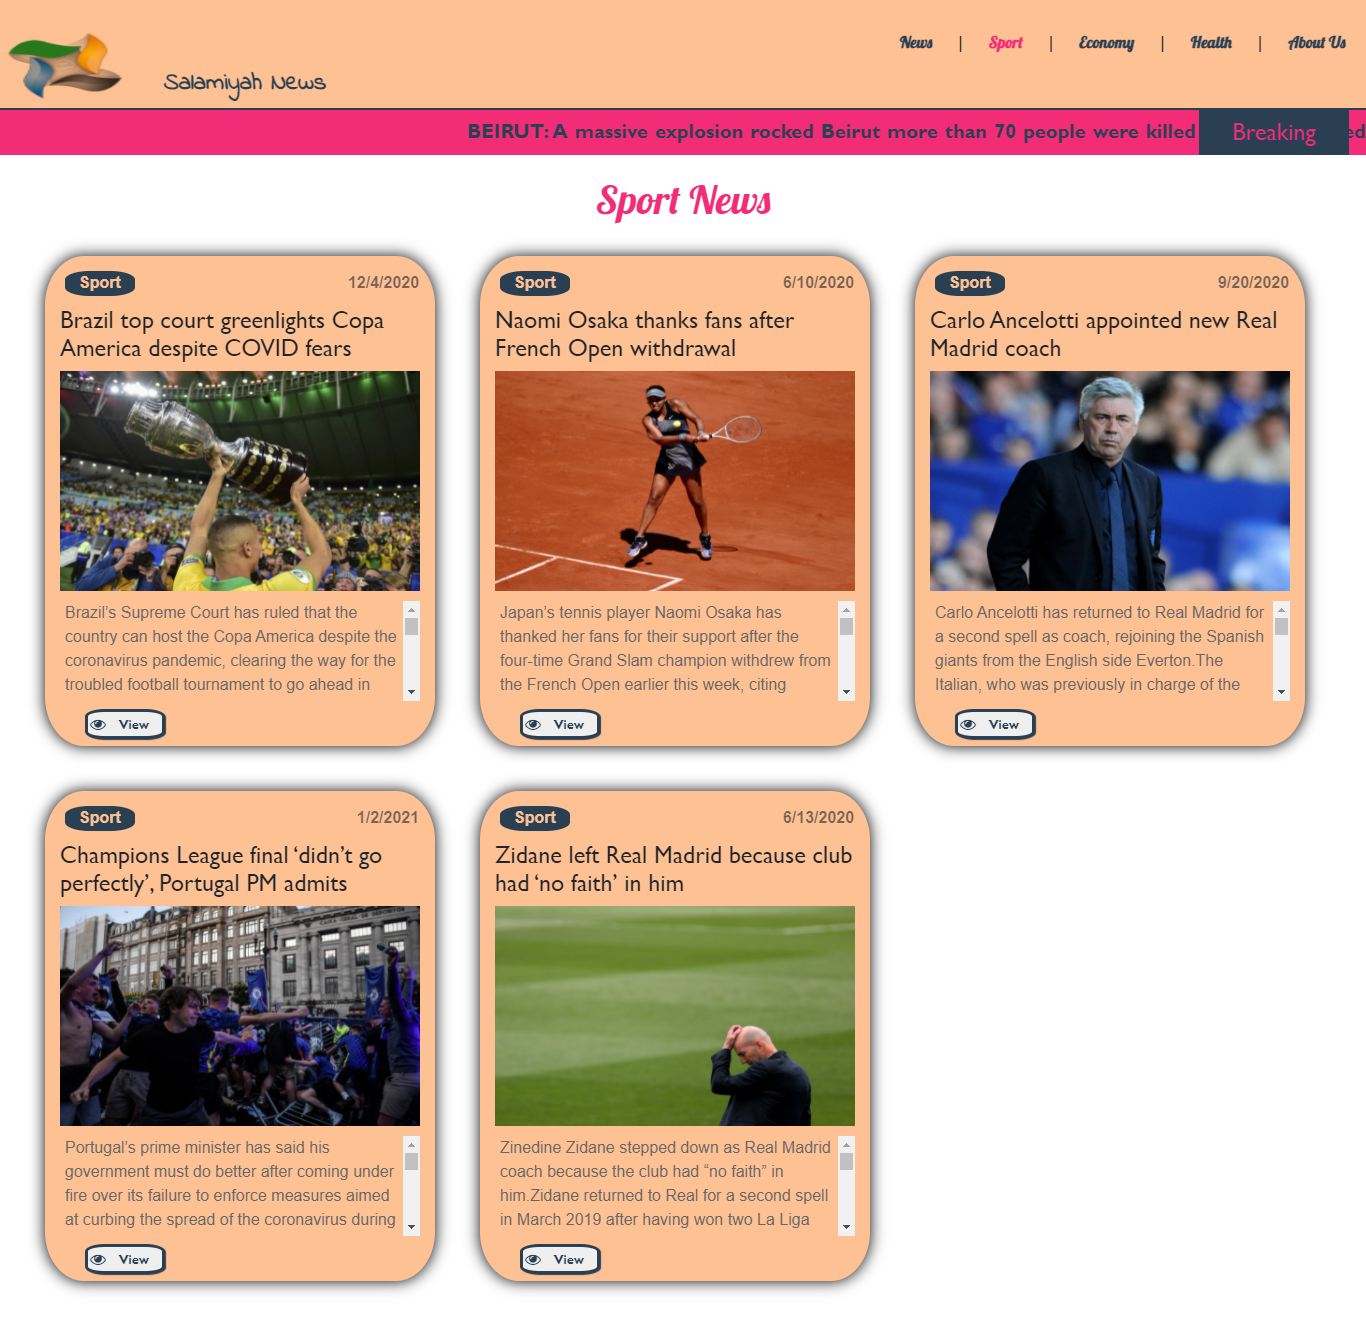 News | Sport | Economy | Health | About Us
Salamiyah News
BEIRUT: A massive explosion rocked Beirut more than 70 people were killed
Breaking
ed
Sport News
Sport 12/4/2020
Brazil top court greenlights Copa
America despite COVID fears
Brazil’s Supreme Court has ruled that the
country can host the Copa America despite the
coronavirus pandemic, clearing the way for the
troubled football tournament to go ahead in
View
Sport 6/10/2020
Naomi Osaka thanks fans after
French Open withdrawal
Japan’s tennis player Naomi Osaka has
thanked her fans for their support after the
four-time Grand Slam champion withdrew from
the French Open earlier this week, citing
View
Sport 9/20/2020
Carlo Ancelotti appointed new Real
Madrid coach
Carlo Ancelotti has returned to Real Madrid for
a second spell as coach, rejoining the Spanish
giants from the English side Everton.The
Italian, who was previously in charge of the
View
Sport 1/2/2021
Champions League final ‘didn’t go
perfectly’, Portugal PM admits
Portugal’s prime minister has said his
government must do better after coming under
fire over its failure to enforce measures aimed
at curbing the spread of the coronavirus during
View
Sport 6/13/2020
Zidane left Real Madrid because club
had ‘no faith’ in him
Zinedine Zidane stepped down as Real Madrid
coach because the club had “no faith” in
him.Zidane returned to Real for a second spell
in March 2019 after having won two La Liga
View